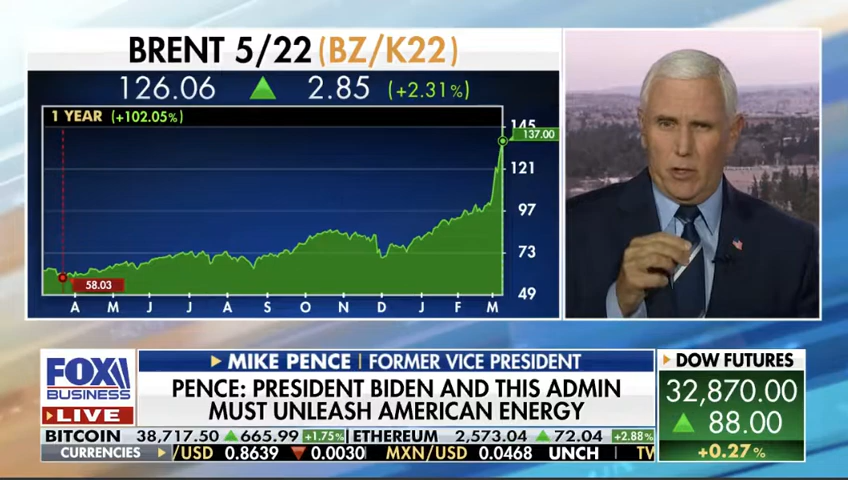 BRENT 5/22 (BZ/K22)
126.06 2.85 (+2.31%)
1 YEAR (+102.05%)
145
137.00
121
97
73
58.03
49
A M J J A S O N D J F M
FOX
BUSINESS
LIVE
MIKE PENCE | FORMER VICE PRESIDENT
PENCE: PRESIDENT BIDEN AND THIS ADMIN
MUST UNLEASH AMERICAN ENERGY
DOW FUTURES
32,870.00
88.00
+0.27%
BITCOIN 38,717.50 665.99 +1.75% ETHEREUM 2,573.04 72.04 +2.88%
CURRENCIES /USD 0.8639 0.0030 MXN/USD 0.0468 UNCH TV